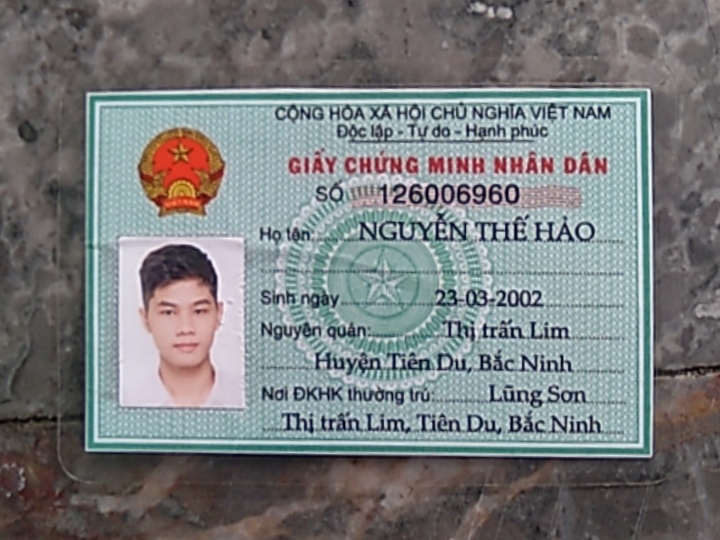 CỘNG HÒA XÃ HỘI CHỦ NGHĨA VIỆT NAM
Độc lập - Tự do - Hạnh phúc
GIẤY CHỨNG MINH NHÂN DÂN
SỐ 126006960
Họ tên NGUYỄN THẾ HẢO
Sinh ngày 23-03-2002
Nguyên quán: Thị trấn Lim
Huyện Tiên Du, Bắc Ninh
Nơi ĐKHK thường trú: Lũng Sơn
Thị trấn Lim, Tiên Du, Bắc Ninh
VIỆT NAM